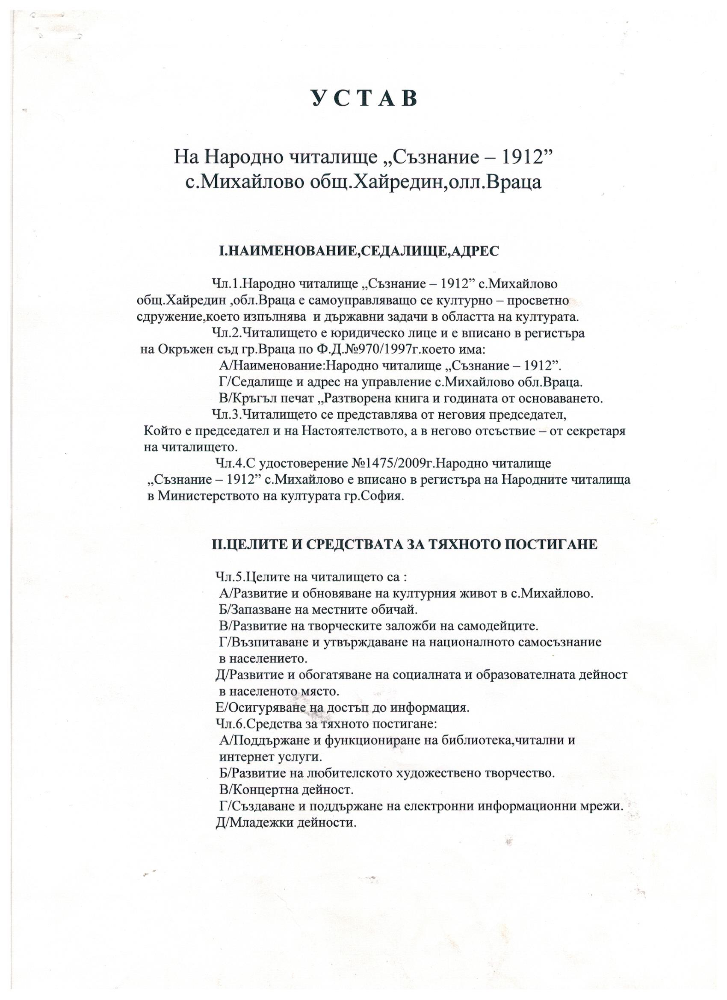 У С Т А В
На Народно читалище „Съзнание – 1912”
с.Михайлово общ.Хайредин,олл.Враца
I.НАИМЕНОВАНИЕ,СЕДАЛИЩЕ,АДРЕС
Чл.1.Народно читалище „Съзнание – 1912” с.Михайлово
общ.Хайредин ,обл.Враца е самоуправляващо се културно – просветно
сдружение,което изпълнява и държавни задачи в областта на културата.
Чл.2.Читалището е юридическо лице и е вписано в регистъра
на Окръжен съд гр.Враца по Ф.Д.№970/1997г.което има:
А/Наименование:Народно читалище „Съзнание – 1912”.
Г/Седалище и адрес на управление с.Михайлово обл.Враца.
В/Кръгъл печат „Разтворена книга и годината от основаването.
Чл.3.Читалището се представлява от неговия председател,
Който е председател и на Настоятелството, а в негово отсъствие – от секретаря
на читалището.
Чл.4.С удостоверение №1475/2009г.Народно читалище
„Съзнание – 1912” с.Михайлово е вписано в регистъра на Народните читалища
в Министерството на културата гр.София.
II.ЦЕЛИТЕ И СРЕДСТВАТА ЗА ТЯХНОТО ПОСТИГАНЕ
Чл.5.Целите на читалището са :
А/Развитие и обновяване на културния живот в с.Михайлово.
Б/Запазване на местните обичай.
В/Развитие на творческите заложби на самодейците.
Г/Възпитаване и утвърждаване на националното самосъзнание
в населението.
Д/Развитие и обогатяване на социалната и образователната дейност
в населеното място.
Е/Осигуряване на достъп до информация.
Чл.6.Средства за тяхното постигане:
А/Поддържане и функциониране на библиотека,читални и
интернет услуги.
Б/Развитие на любителското художествено творчество.
В/Концертна дейност.
Г/Създаване и поддържане на електронни информационни мрежи.
Д/Младежки дейности.